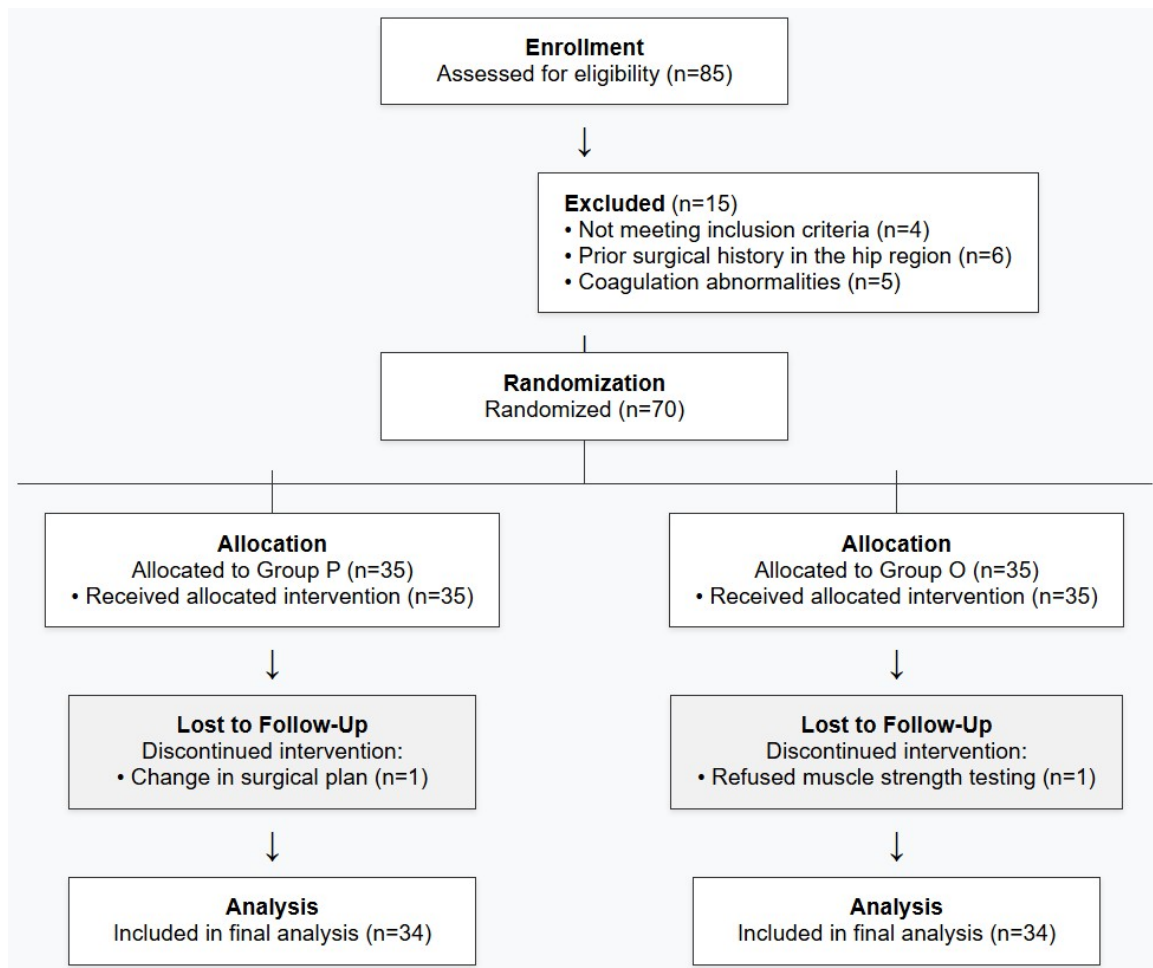 Enrollment
Assessed for eligibility (n=85)
↓
Excluded (n=15)
• Not meeting inclusion criteria (n=4)
• Prior surgical history in the hip region (n=6)
• Coagulation abnormalities (n=5)
Randomization
Randomized (n=70)
Allocation
Allocated to Group P (n=35)
• Received allocated intervention (n=35)
↓
Lost to Follow-Up
Discontinued intervention:
• Change in surgical plan (n=1)
↓
Analysis
Included in final analysis (n=34)
Allocation
Allocated to Group O (n=35)
• Received allocated intervention (n=35)
↓
Lost to Follow-Up
Discontinued intervention:
• Refused muscle strength testing (n=1)
↓
Analysis
Included in final analysis (n=34)